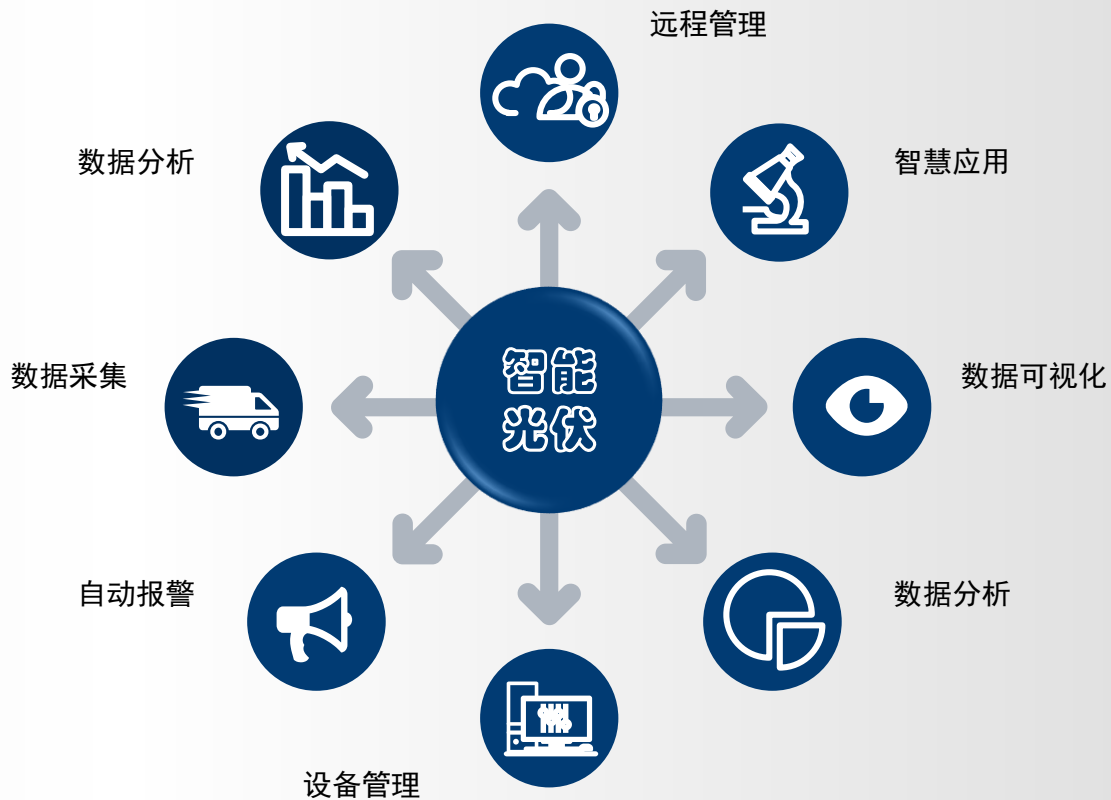 远程管理
数据分析
智慧应用
智能
光伏
数据采集
数据可视化
自动报警
数据分析
设备管理